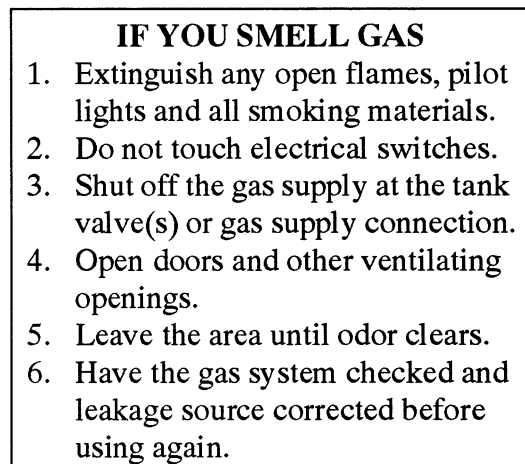 IF YOU SMELL GAS
1. Extinguish any open flames, pilot
lights and all smoking materials.
2. Do not touch electrical switches.
3. Shut off the gas supply at the tank
valve(s) or gas supply connection.
4. Open doors and other ventilating
openings.
5. Leave the area until odor clears.
6. Have the gas system checked and
leakage source corrected before
using again.